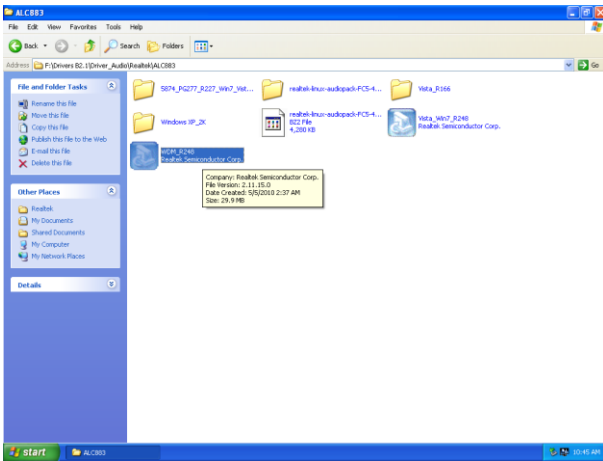 ALC883
File Edit View Favorites Tools Help
Back Search Folders
Address F:\Drivers B2.1\Driver_Audio\Realtek\ALC883 Go
File and Folder Tasks
Rename this file
Move this file
Copy this file
Publish this file to the Web
E-mail this file
Delete this file
Other Places
Realtek
My Documents
Shared Documents
My Computer
My Network Places
Details
5874_PG277_R227_Win7_Vist...
realtek-linux-audiopack-FC5-4...
Vista_R166
Windows XP_2K
realtek-linux-audiopack-FC5-4...
BZ2 File
4,280 KB
Vista_Win7_R248
Realtek Semiconductor Corp.
WDM_R248
Realtek Semiconductor Corp.
Company: Realtek Semiconductor Corp.
File Version: 2.11.15.0
Date Created: 5/5/2010 2:37 AM
Size: 29.9 MB
start ALC883 10:45 AM